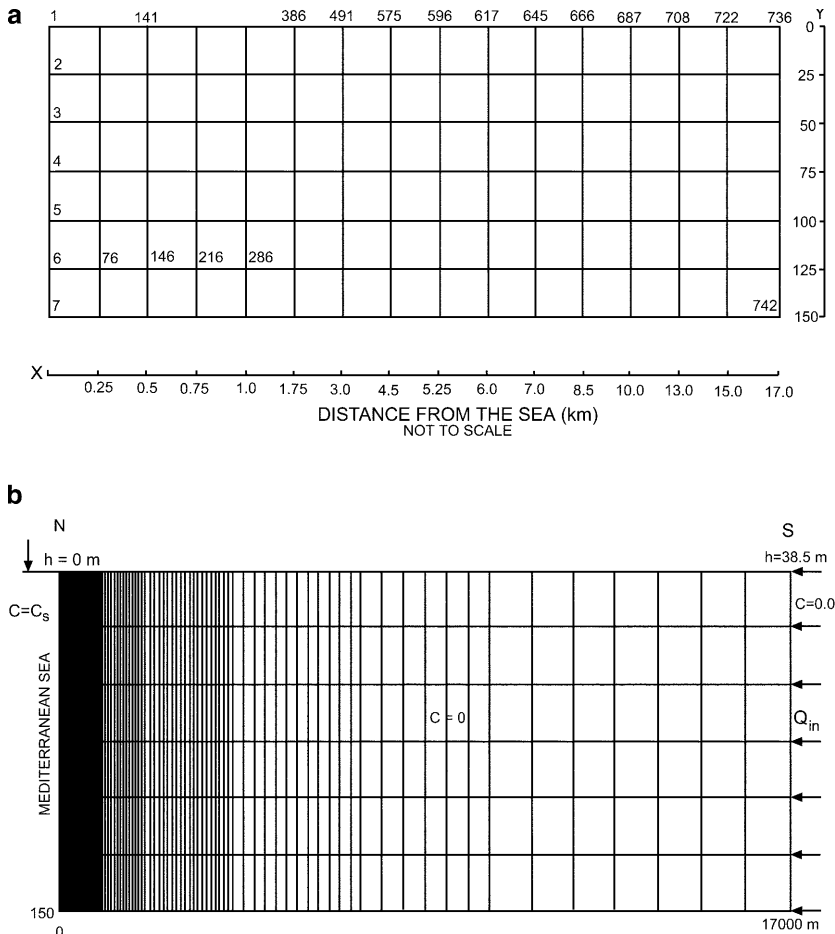 a
1 141 386 491 575 596 617 645 666 687 708 722 736 Y
0
2
25
3
50
4
75
5
100
6 76 146 216 286
125
7 742
150
X
0.25 0.5 0.75 1.0 1.75 3.0 4.5 5.25 6.0 7.0 8.5 10.0 13.0 15.0 17.0
DISTANCE FROM THE SEA (km)
NOT TO SCALE
b
N S
h = 0 m h=38.5 m
C=Cs C=0.0
MEDITERRANEAN SEA
C = 0 Qin
150
0 17000 m